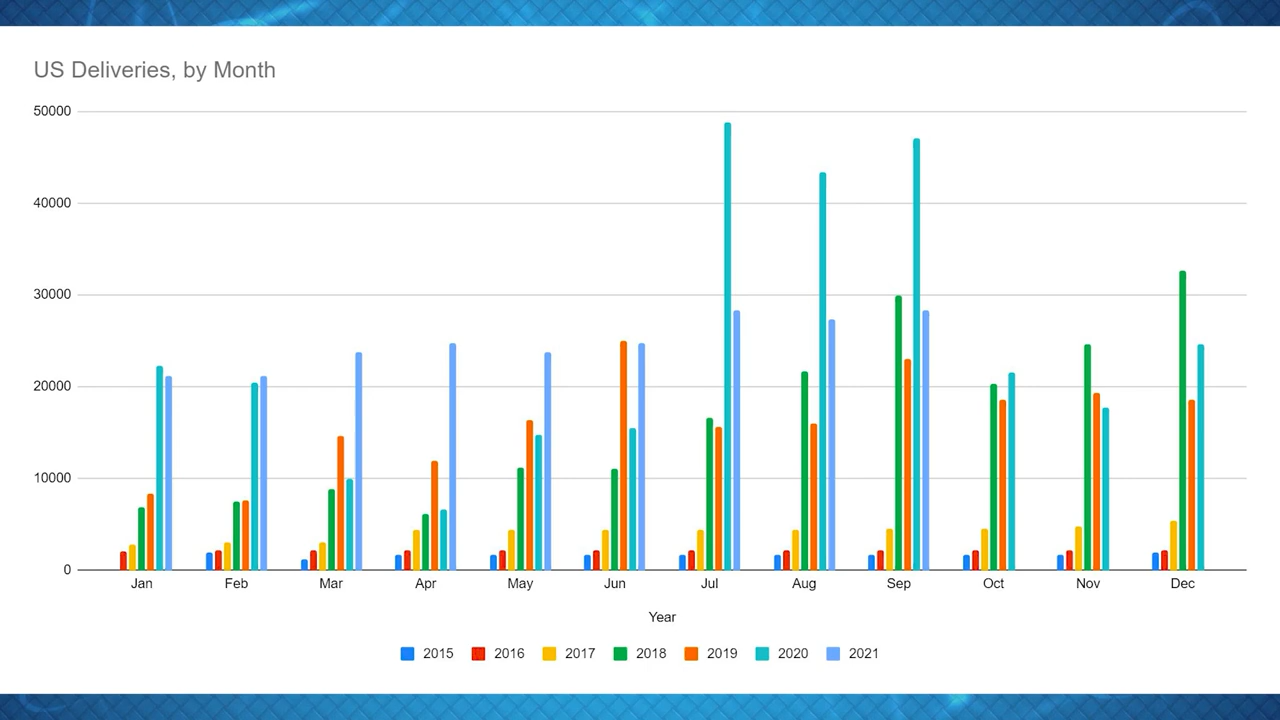 US Deliveries, by Month
50000
40000
30000
20000
10000
0
Jan Feb Mar Apr May Jun Jul Aug Sep Oct Nov Dec
Year
2015 2016 2017 2018 2019 2020 2021